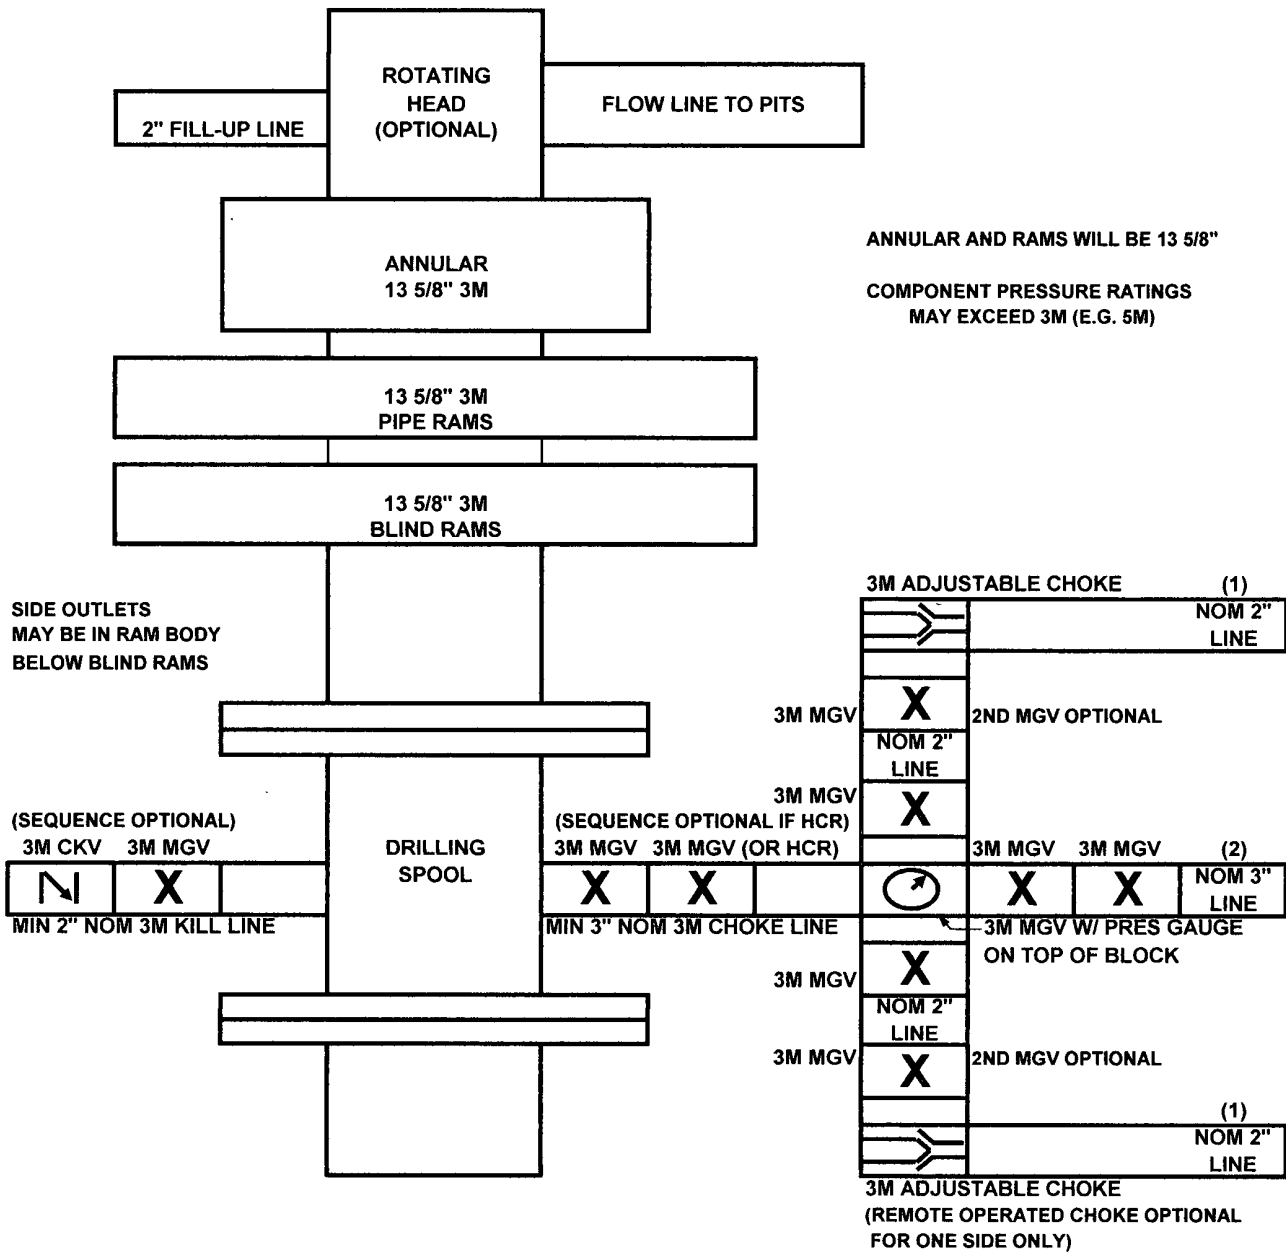 ROTATING
HEAD
(OPTIONAL)
2" FILL-UP LINE
FLOW LINE TO PITS
ANNULAR
13 5/8" 3M
ANNULAR AND RAMS WILL BE 13 5/8"
COMPONENT PRESSURE RATINGS
MAY EXCEED 3M (E.G. 5M)
13 5/8" 3M
PIPE RAMS
13 5/8" 3M
BLIND RAMS
SIDE OUTLETS
MAY BE IN RAM BODY
BELOW BLIND RAMS
3M ADJUSTABLE CHOKE (1)
NOM 2"
LINE
3M MGV X 2ND MGV OPTIONAL
NOM 2"
LINE
3M MGV X
(SEQUENCE OPTIONAL)
3M CKV 3M MGV
X
MIN 2" NOM 3M KILL LINE
DRILLING
SPOOL
(SEQUENCE OPTIONAL IF HCR)
3M MGV 3M MGV (OR HCR)
X X
MIN 3" NOM 3M CHOKE LINE
3M MGV 3M MGV (2)
X X NOM 3"
LINE
3M MGV W/ PRES GAUGE
ON TOP OF BLOCK
3M MGV X
NOM 2"
LINE
3M MGV X 2ND MGV OPTIONAL
(1)
NOM 2"
LINE
3M ADJUSTABLE CHOKE
(REMOTE OPERATED CHOKE OPTIONAL
FOR ONE SIDE ONLY)